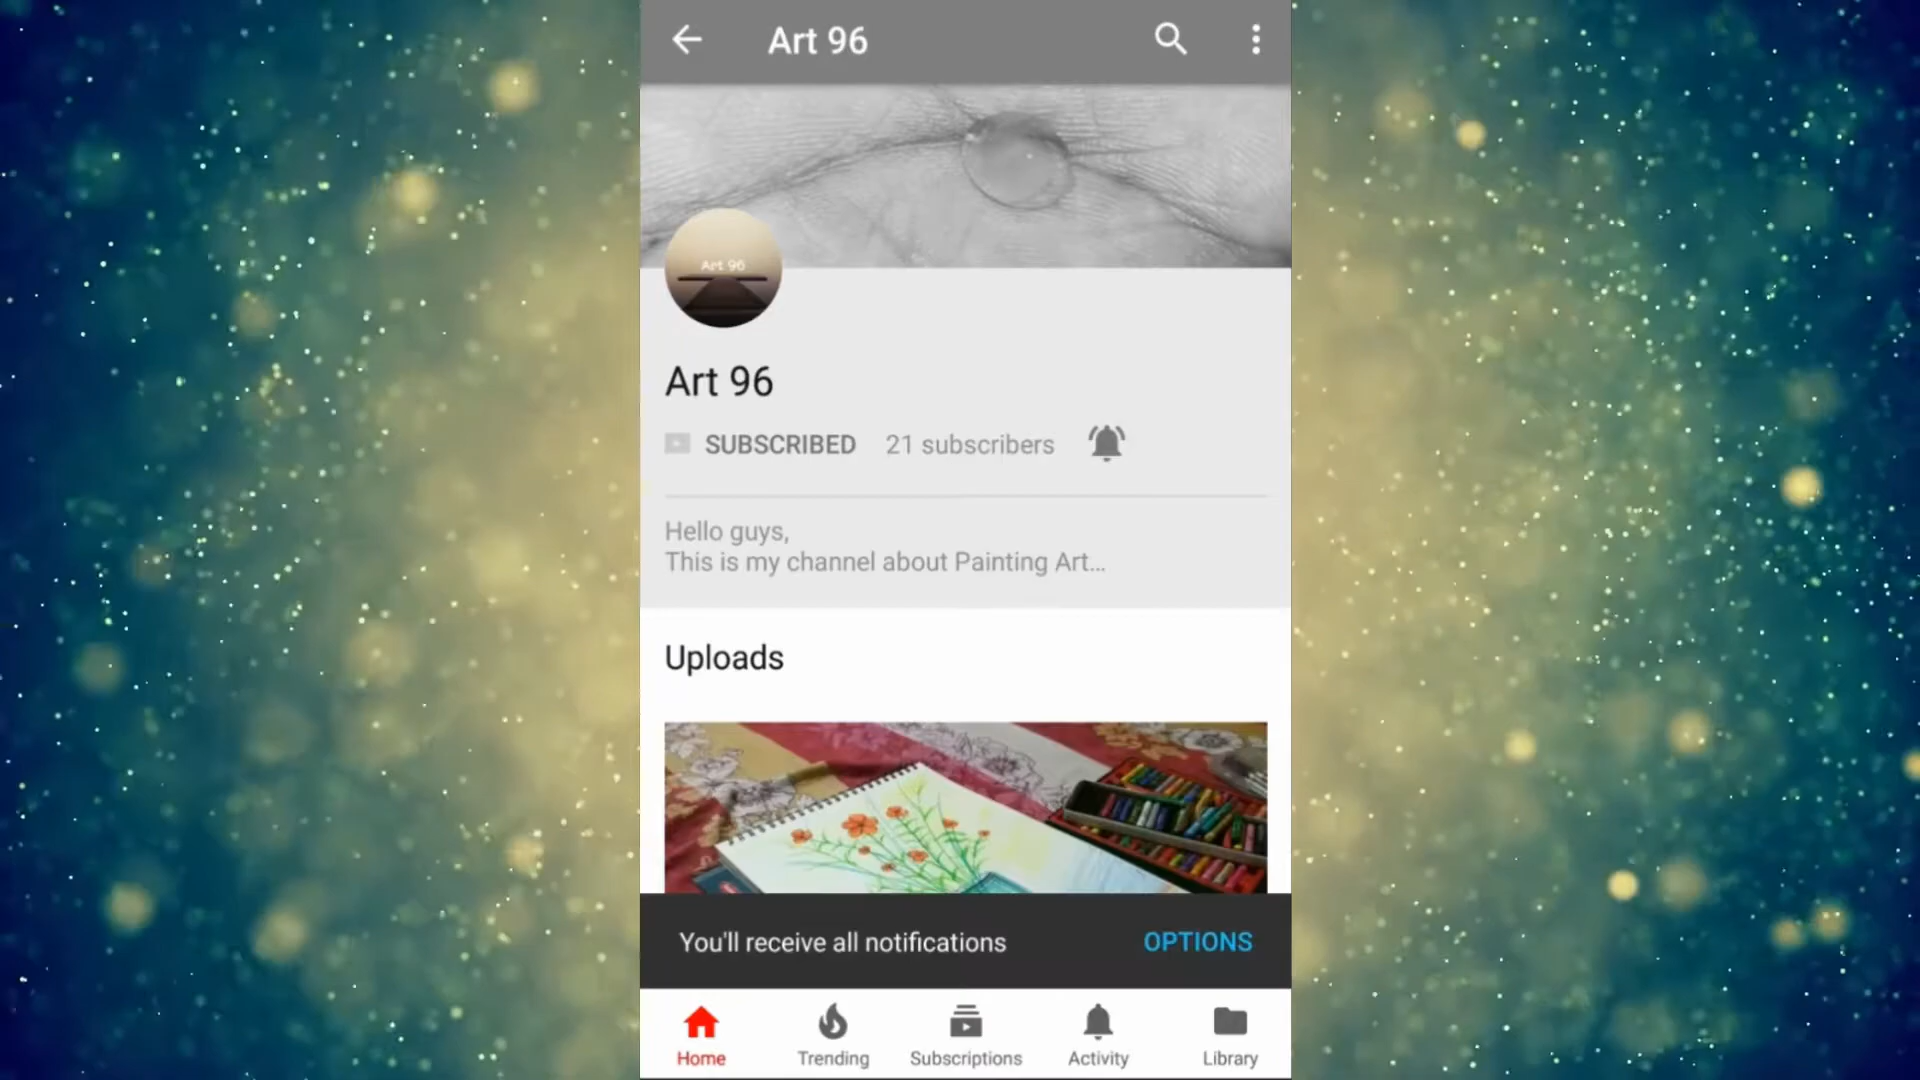 Art 96
Art 96
Art 96
SUBSCRIBED 21 subscribers
Hello guys,
This is my channel about Painting Art...
Uploads
You'll receive all notifications OPTIONS
Home Trending Subscriptions Activity Library